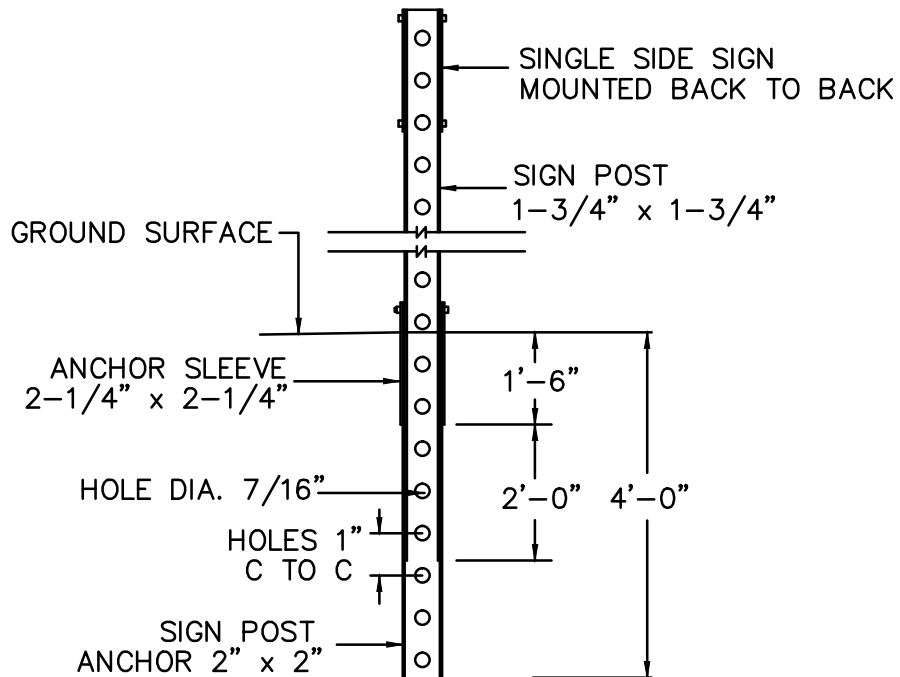 SINGLE SIDE SIGN
MOUNTED BACK TO BACK
SIGN POST
1-3/4" x 1-3/4"
GROUND SURFACE
ANCHOR SLEEVE
2-1/4" x 2-1/4"
1'-6"
HOLE DIA. 7/16"
2'-0"
4'-0"
HOLES 1"
C TO C
SIGN POST
ANCHOR 2" x 2"